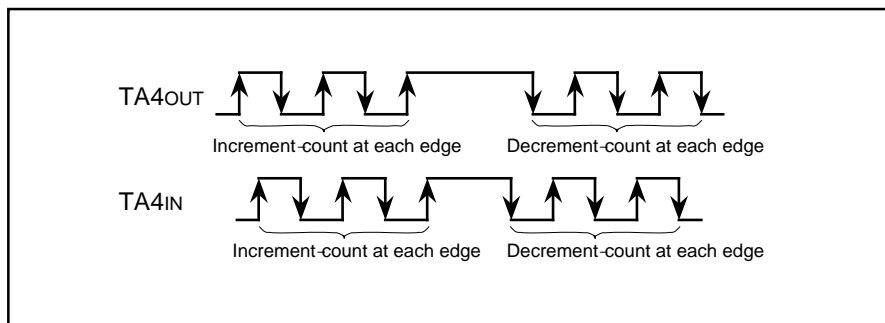 TA4OUT
Increment-count at each edge Decrement-count at each edge
TA4IN
Increment-count at each edge Decrement-count at each edge